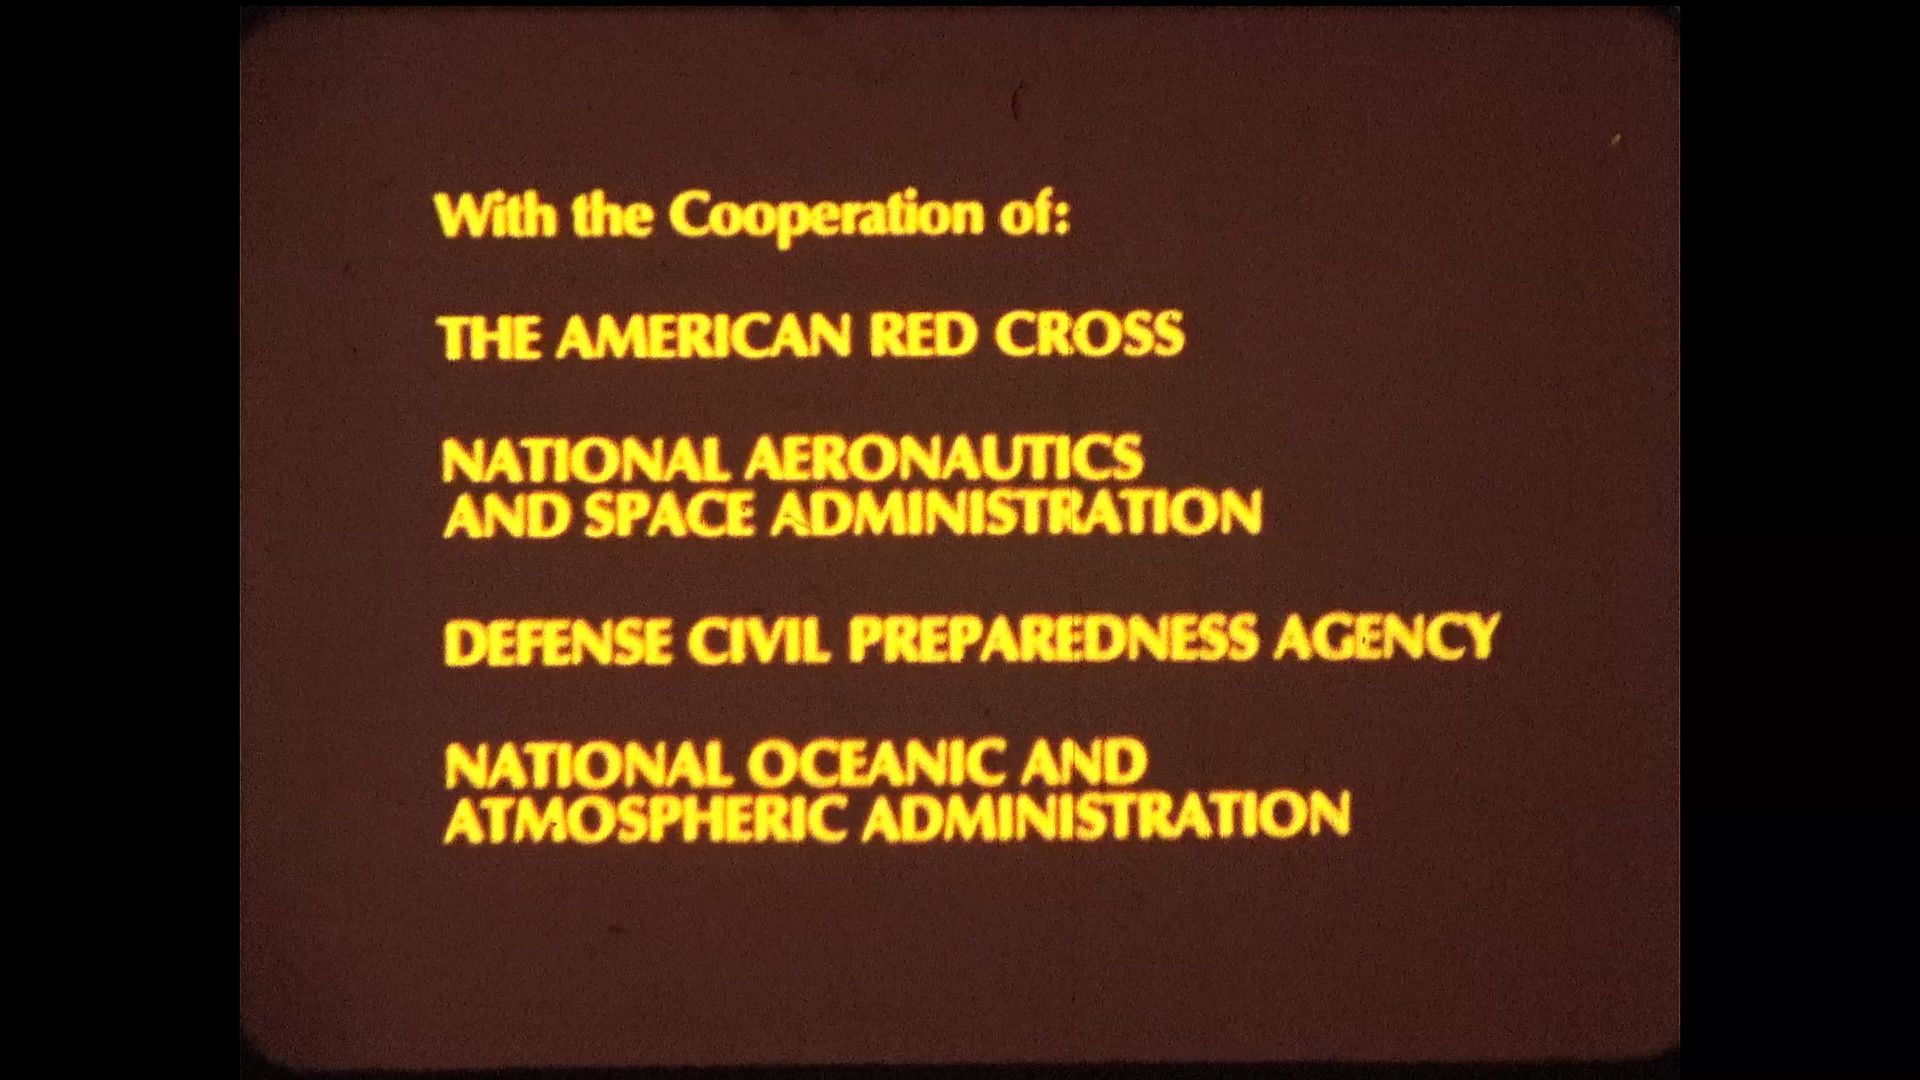 With the Cooperation of:
THE AMERICAN RED CROSS
NATIONAL AERONAUTICS
AND SPACE ADMINISTRATION
DEFENSE CIVIL PREPAREDNESS AGENCY
NATIONAL OCEANIC AND
ATMOSPHERIC ADMINISTRATION